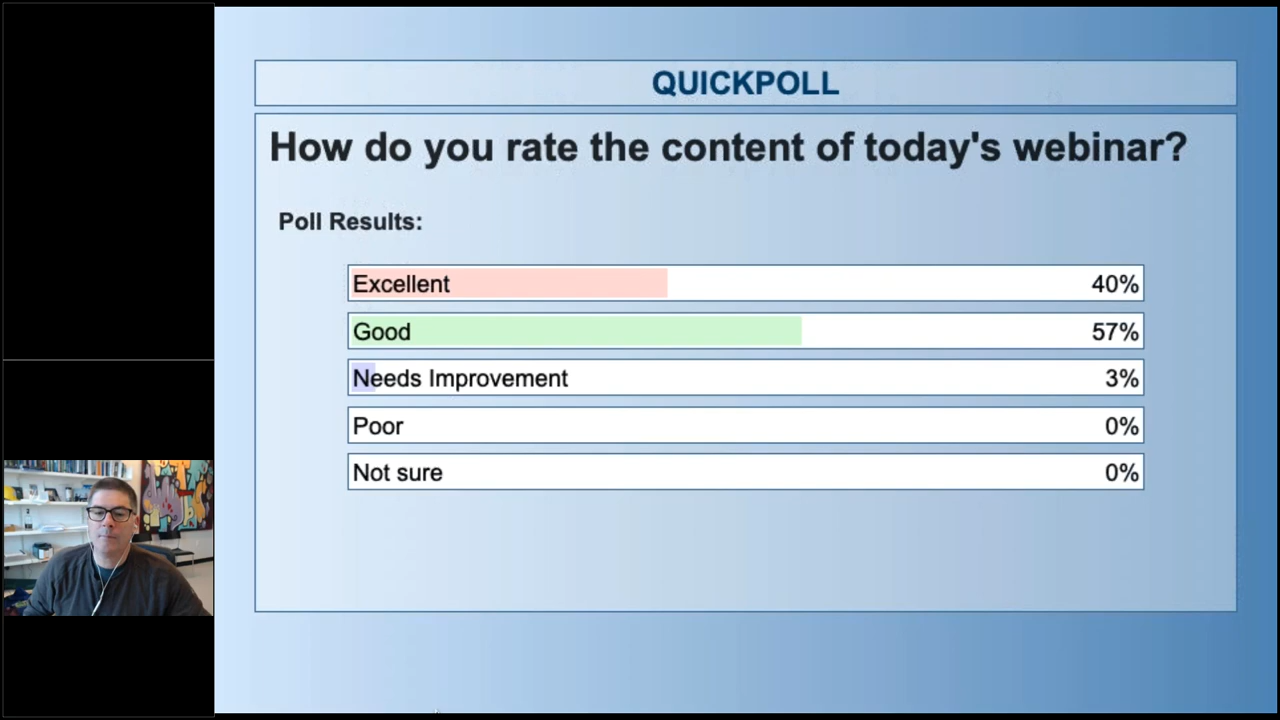 QUICKPOLL
How do you rate the content of today's webinar?
Poll Results:
Excellent 40%
Good 57%
Needs Improvement 3%
Poor 0%
Not sure 0%